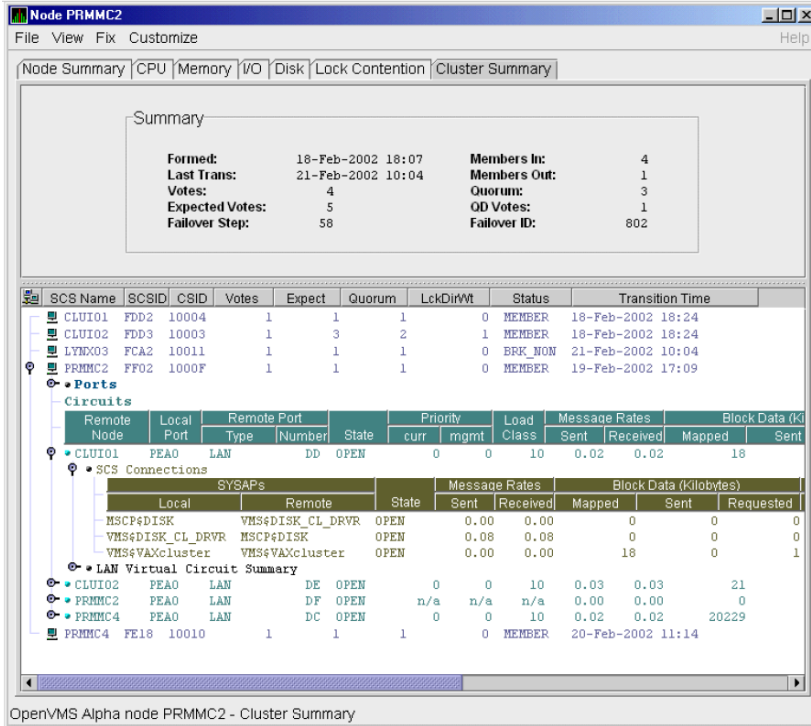 Node PRMMC2
File View Fix Customize Help
Node Summary CPU Memory I/O Disk Lock Contention Cluster Summary
Summary
Formed: 18-Feb-2002 18:07 Members In: 4
Last Trans: 21-Feb-2002 10:04 Members Out: 1
Votes: 4 Quorum: 3
Expected Votes: 5 QD Votes: 1
Failover Step: 58 Failover ID: 802
SCS Name SCSID CSID Votes Expect Quorum LckDirWt Status Transition Time
CLUI01 FDD2 10004 1 1 1 0 MEMBER 18-Feb-2002 18:24
CLUI02 FDD3 10003 1 3 2 1 MEMBER 18-Feb-2002 18:24
LYNX03 FCA2 10011 1 1 1 0 BRK_NON 21-Feb-2002 10:04
PRMMC2 FF02 1000F 1 1 1 0 MEMBER 19-Feb-2002 17:09
Ports
Circuits
Remote Local Remote Port Priority Load Message Rates Block Data (Ki
Node Port Type Number State curr mgmt Class Sent Received Mapped Sent
CLUI01 PEA0 LAN DD OPEN 0 0 10 0.02 0.02 18
SCS Connections
SYSAPs Message Rates Block Data (Kilobytes)
Local Remote State Sent Received Mapped Sent Requested
MSCP$DISK VMS$DISK_CL_DRVR OPEN 0.00 0.00 0 0 0
VMS$DISK_CL_DRVR MSCP$DISK OPEN 0.08 0.08 0 0 0
VMS$VAXcluster VMS$VAXcluster OPEN 0.00 0.00 18 0 1
LAN Virtual Circuit Summary
CLUI02 PEA0 LAN DE OPEN 0 0 10 0.03 0.03 21
PRMMC2 PEA0 LAN DF OPEN n/a n/a n/a 0.00 0.00 0
PRMMC4 PEA0 LAN DC OPEN 0 0 10 0.02 0.02 20229
PRMMC4 FE18 10010 1 1 1 0 MEMBER 20-Feb-2002 11:14
OpenVMS Alpha node PRMMC2 - Cluster Summary